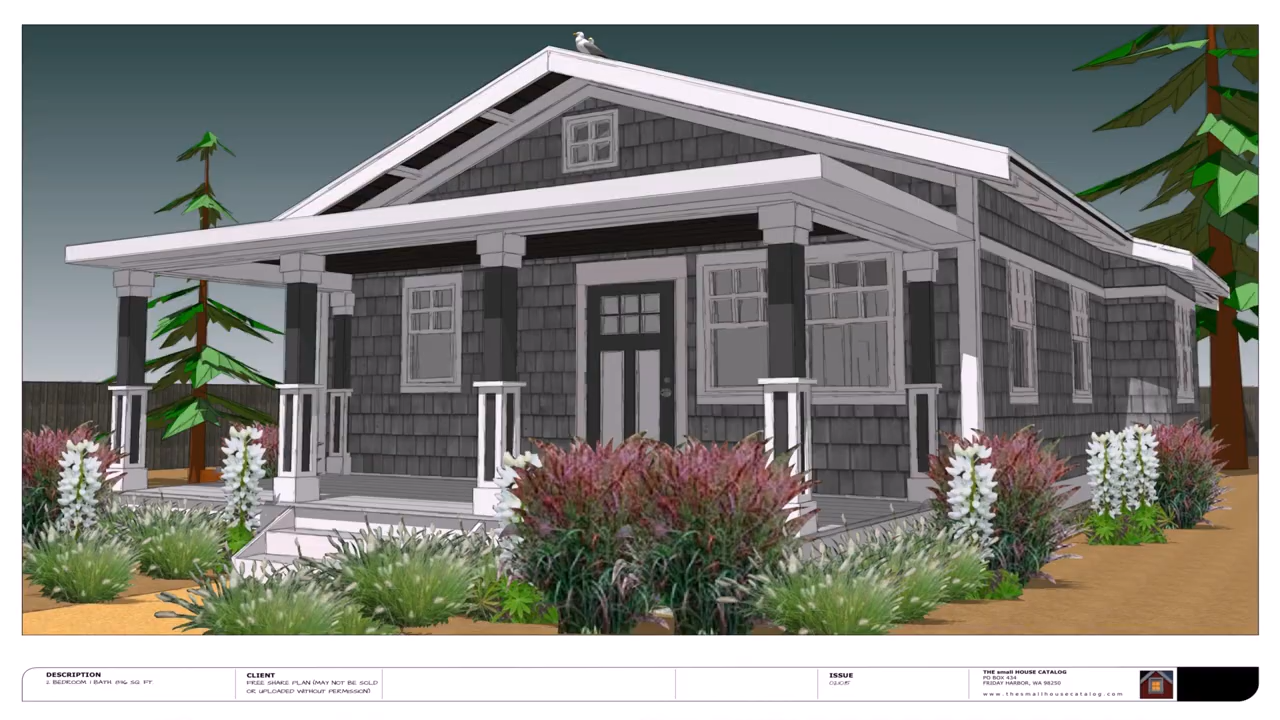 DESCRIPTION
2 BEDROOM 1 BATH SQ FT
CLIENT
FREE SHARE PLAN (MAY NOT BE SOLD
OR UPLOADED WITHOUT PERMISSION)
ISSUE
THE small HOUSE CATALOG
PO BOX 434
FRIDAY HARBOR, WA 98250
www.thesmallhousecatalog.com